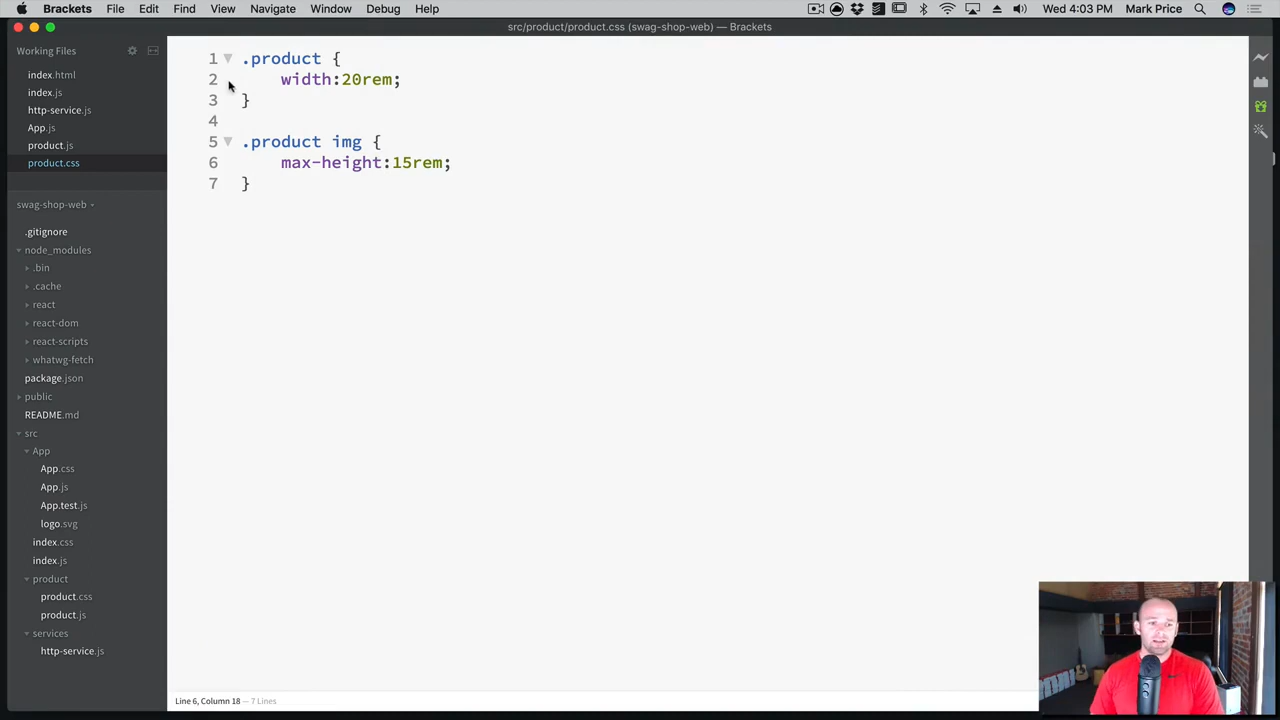 Brackets File Edit Find View Navigate Window Debug Help Wed 4:03 PM Mark Price
src/product/product.css (swag-shop-web) — Brackets
Working Files
index.html
index.js
http-service.js
App.js
product.js
product.css
swag-shop-web
.gitignore
node_modules
.bin
.cache
react
react-dom
react-scripts
whatwg-fetch
package.json
public
README.md
src
App
App.css
App.js
App.test.js
logo.svg
index.css
index.js
product
product.css
product.js
services
http-service.js
1 .product {
2 width:20rem;
3 }
4
5 .product img {
6 max-height:15rem;
7 }
Line 6, Column 18 — 7 Lines